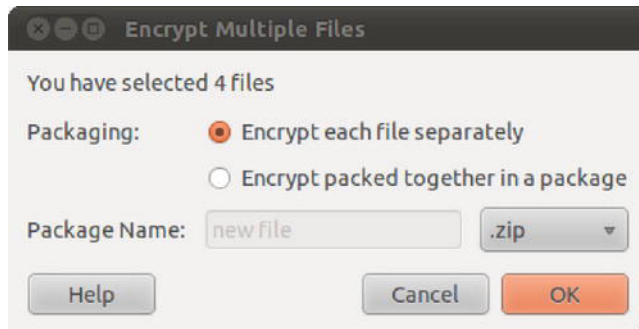 Encrypt Multiple Files
You have selected 4 files
Packaging: Encrypt each file separately
Encrypt packed together in a package
Package Name: new file .zip
Help Cancel OK